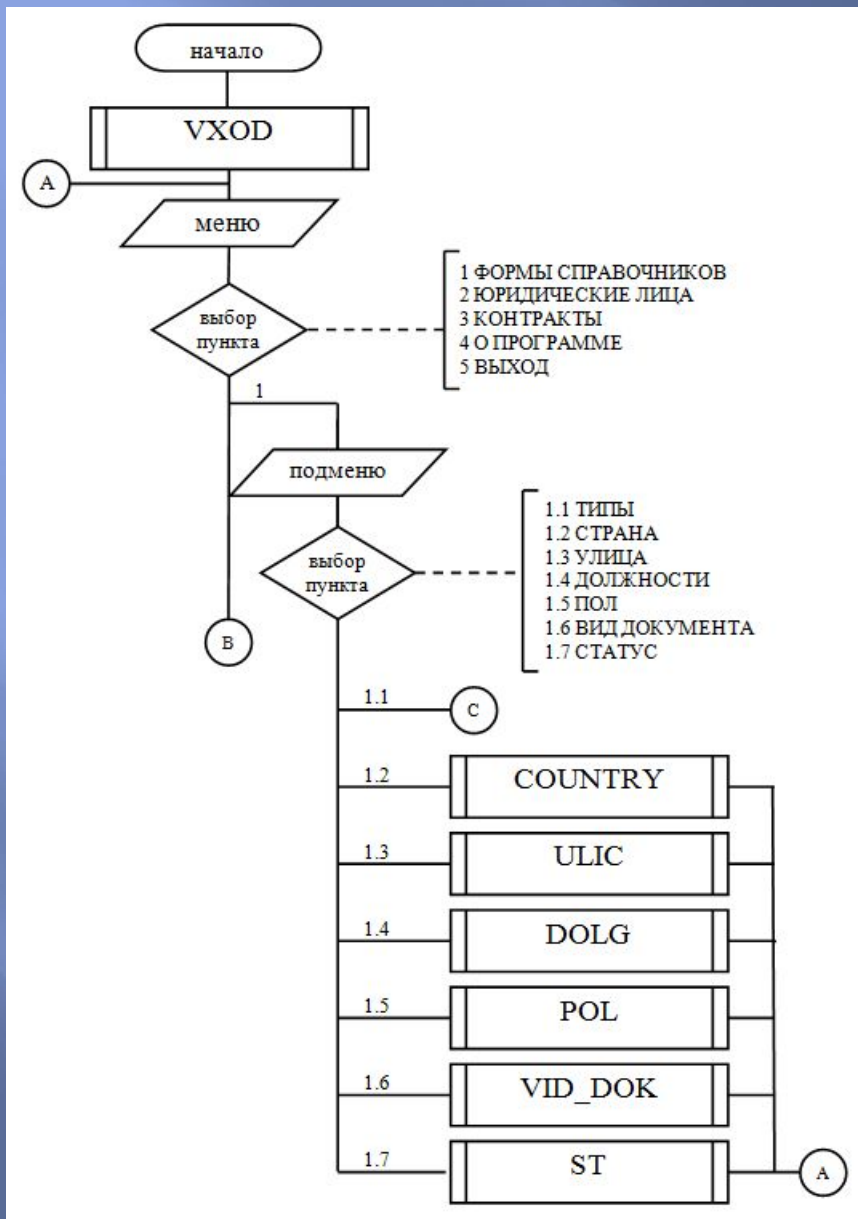 начало
VXOD
A
меню
выбор
пункта
1 ФОРМЫ СПРАВОЧНИКОВ
2 ЮРИДИЧЕСКИЕ ЛИЦА
3 КОНТРАКТЫ
4 О ПРОГРАММЕ
5 ВЫХОД
1
подменю
выбор
пункта
1.1 ТИПЫ
1.2 СТРАНА
1.3 УЛИЦА
1.4 ДОЛЖНОСТИ
1.5 ПОЛ
1.6 ВИД ДОКУМЕНТА
1.7 СТАТУС
B
1.1
C
1.2
COUNTRY
1.3
ULIC
1.4
DOLG
1.5
POL
1.6
VID_DOK
1.7
ST
A